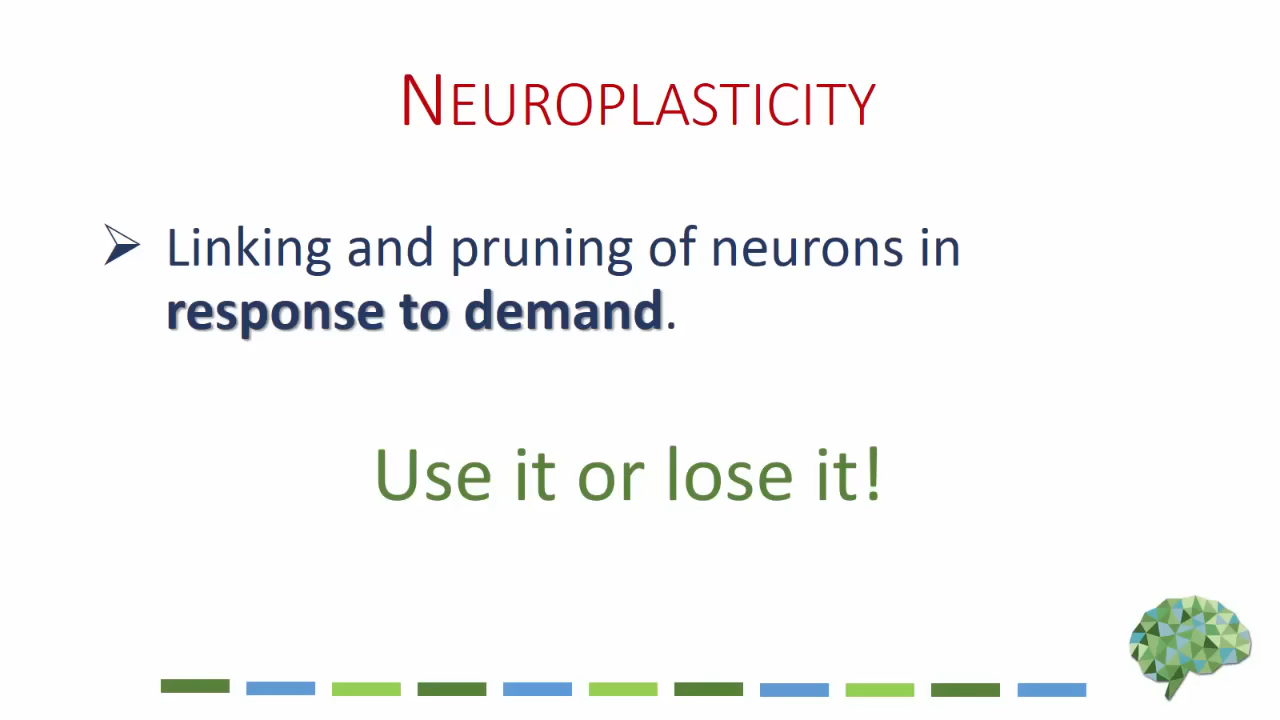 NEUROPLASTICITY
➢ Linking and pruning of neurons in
response to demand.
Use it or lose it!